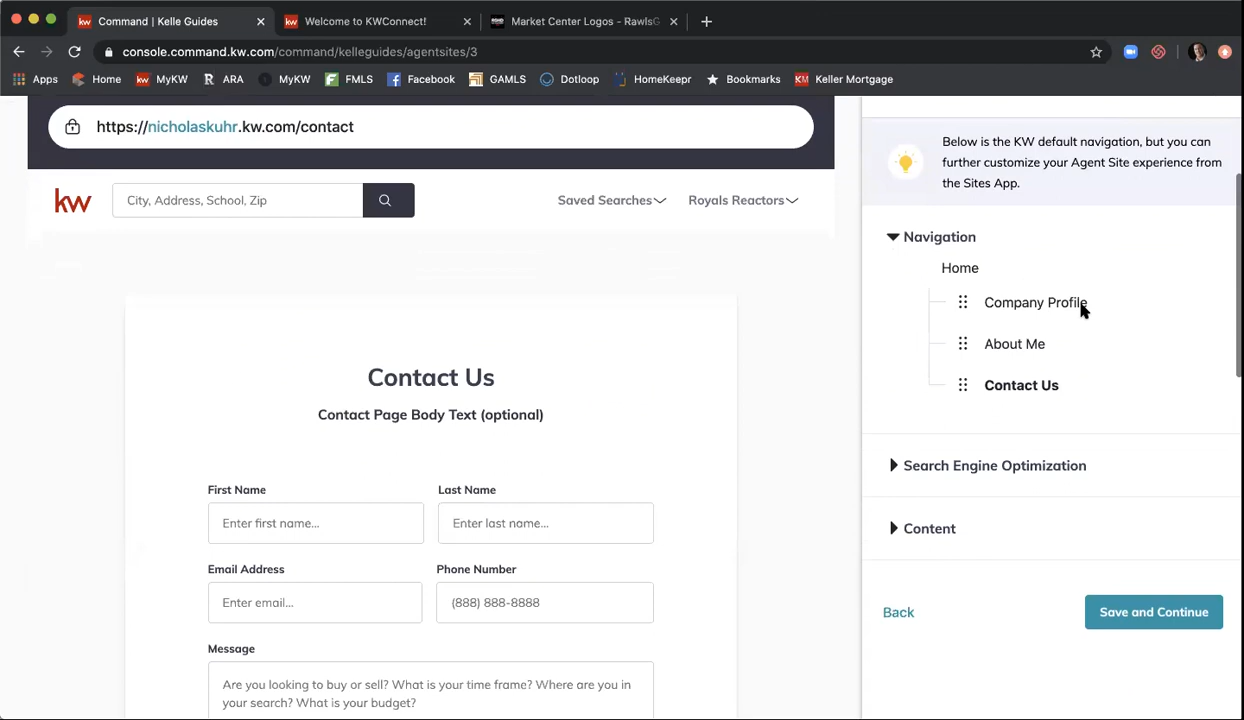 Command | Kelle Guides
Welcome to KWConnect!
Market Center Logos - RawlsG
console.command.kw.com/command/kelleguides/agentsites/3
Apps
Home
kw MyKW
R ARA
MyKW
F FMLS
Facebook
GAMLS
Dotloop
HomeKeepr
Bookmarks
KM Keller Mortgage
https://nicholaskuhr.kw.com/contact
kw
City, Address, School, Zip
Saved Searches
Royals Reactors
Contact Us
Contact Page Body Text (optional)
First Name
Last Name
Enter first name...
Enter last name...
Email Address
Phone Number
Enter email...
(888) 888-8888
Message
Are you looking to buy or sell? What is your time frame? Where are you in
your search? What is your budget?
Below is the KW default navigation, but you can
further customize your Agent Site experience from
the Sites App.
Navigation
Home
Company Profile
About Me
Contact Us
Search Engine Optimization
Content
Back
Save and Continue